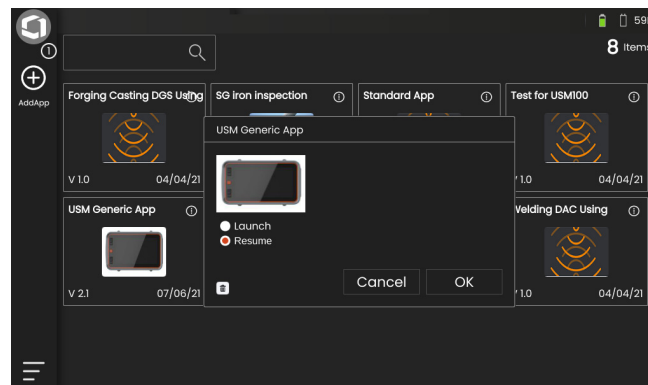 59
1
8 Items
AddApp
Forging Casting DGS Using
SG iron inspection
Standard App
Test for USM100
V 1.0 04/04/21
1.0 04/04/21
USM Generic App
Launch
Resume
Cancel
OK
USM Generic App
V 2.1 07/06/21
Welding DAC Using
1.0 04/04/21